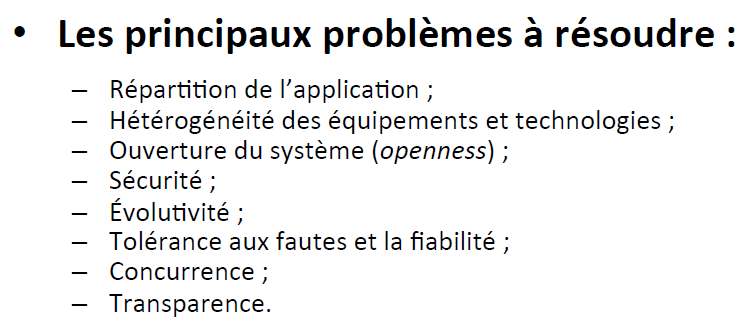 • Les principaux problèmes à résoudre :
– Répartition de l’application ;
– Hétérogénéité des équipements et technologies ;
– Ouverture du système (openness) ;
– Sécurité ;
– Évolutivité ;
– Tolérance aux fautes et la fiabilité ;
– Concurrence ;
– Transparence.